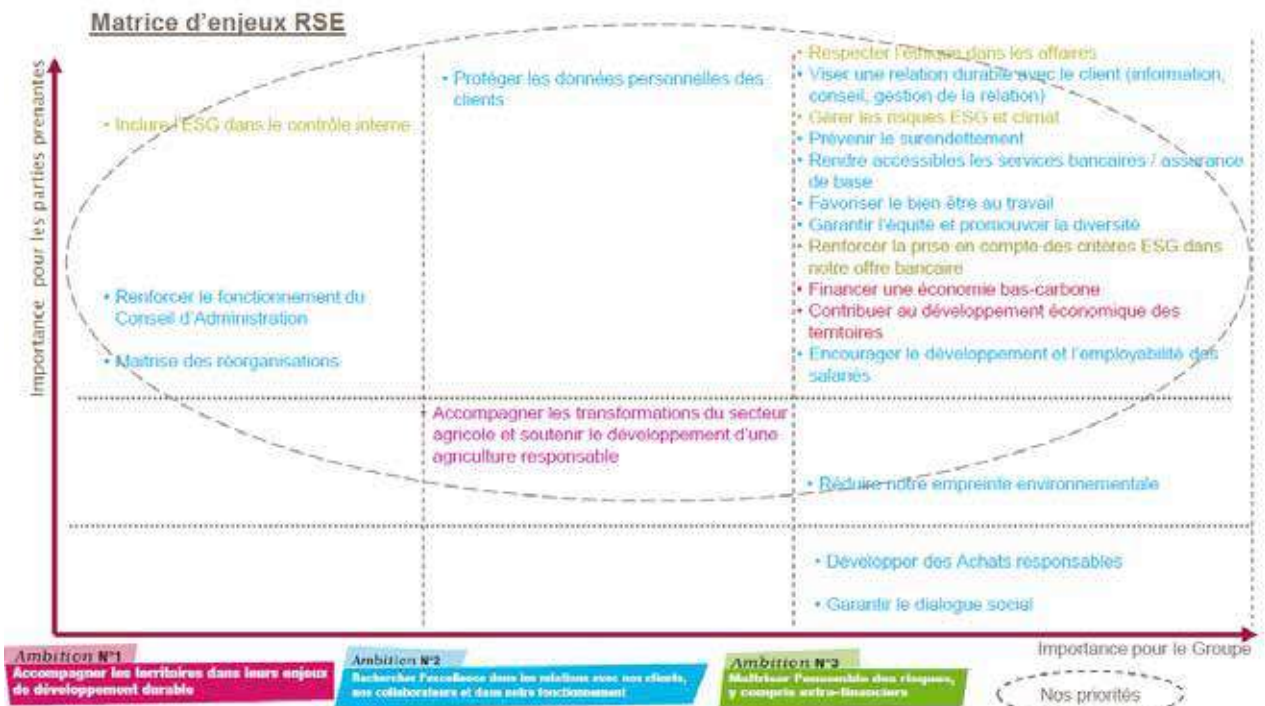 Matrice d'enjeux RSE
Importance pour les parties prenantes
• Inclure l'ESG dans le contrôle interne
• Renforcer le fonctionnement du
Conseil d'Administration
• Maitrise des réorganisations
• Protéger les données personnelles des
clients
• Respecter l'éthique dans les affaires
• Viser une relation durable avec le client (information,
conseil, gestion de la relation)
• Gérer les risques ESG et climat
• Prévenir le surendettement
• Rendre accessibles les services bancaires / assurance
de base
• Favoriser le bien être au travail
• Garantir l'équité et promouvoir la diversité
• Renforcer la prise en compte des critères ESG dans
notre offre bancaire
• Financer une économie bas-carbone
• Contribuer au développement économique des
territoires
• Encourager le développement et l'employabilité des
salariés
• Accompagner les transformations du secteur
agricole et soutenir le développement d'une
agriculture responsable
• Réduire notre empreinte environnementale
• Développer des Achats responsables
• Garantir le dialogue social
Importance pour le Groupe
Ambition N°1
Accompagner les territoires dans leurs enjeux
de développement durable
Ambition N°2
Rechercher l'excellence dans les relations avec nos clients,
nos collaborateurs et dans notre fonctionnement
Ambition N°3
Maîtriser l'ensemble des risques,
y compris extra-financiers
Nos priorités